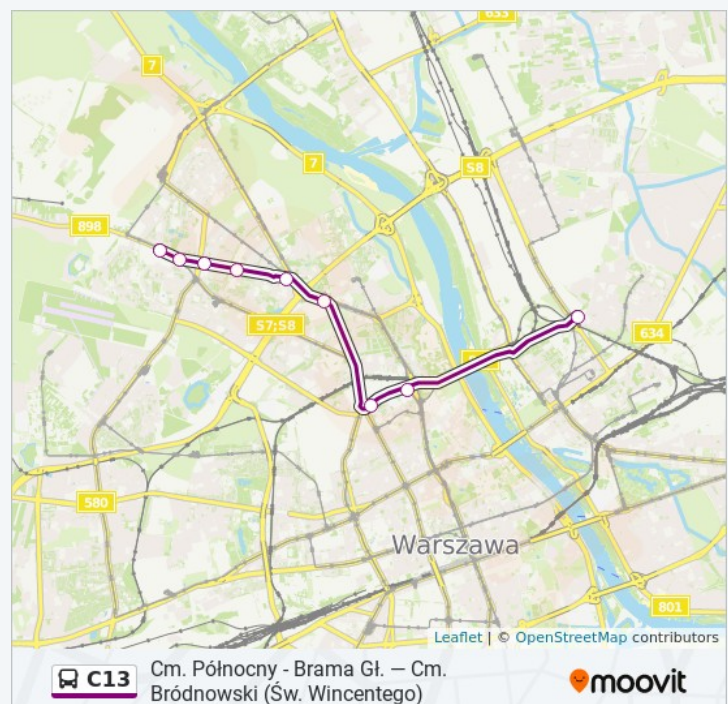 633
7
7
S8
898
S7;S8
634
580
Warszawa
801
Leaflet | © OpenStreetMap contributors
C13
Cm. Północny - Brama Gł. — Cm.
Bródnowski (Św. Wincentego)
moovit